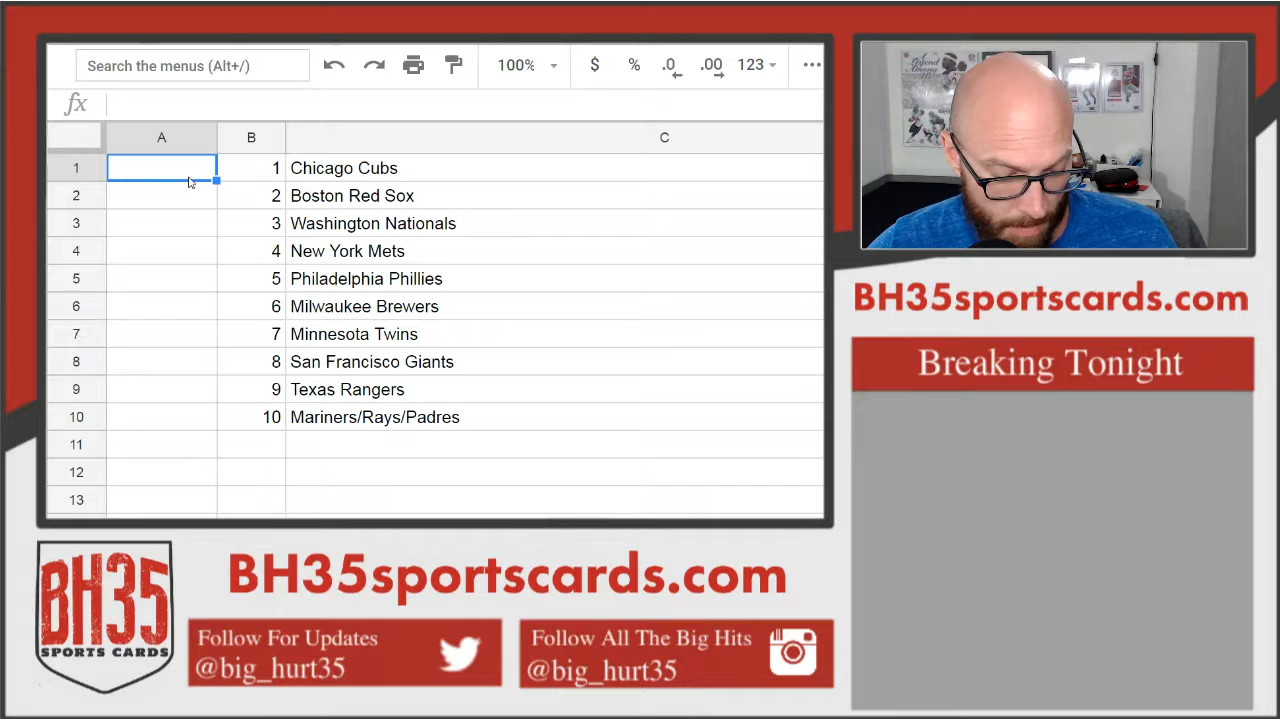 Search the menus (Alt+/)
100%
$ % .0 .00 123
fx
A B C
1 1 Chicago Cubs
2 2 Boston Red Sox
3 3 Washington Nationals
4 4 New York Mets
5 5 Philadelphia Phillies
6 6 Milwaukee Brewers
7 7 Minnesota Twins
8 8 San Francisco Giants
9 9 Texas Rangers
10 10 Mariners/Rays/Padres
11
12
13
BH35sportscards.com
Breaking Tonight
BH35
SPORTS CARDS
BH35sportscards.com
Follow For Updates
@big_hurt35
Follow All The Big Hits
@big_hurt35